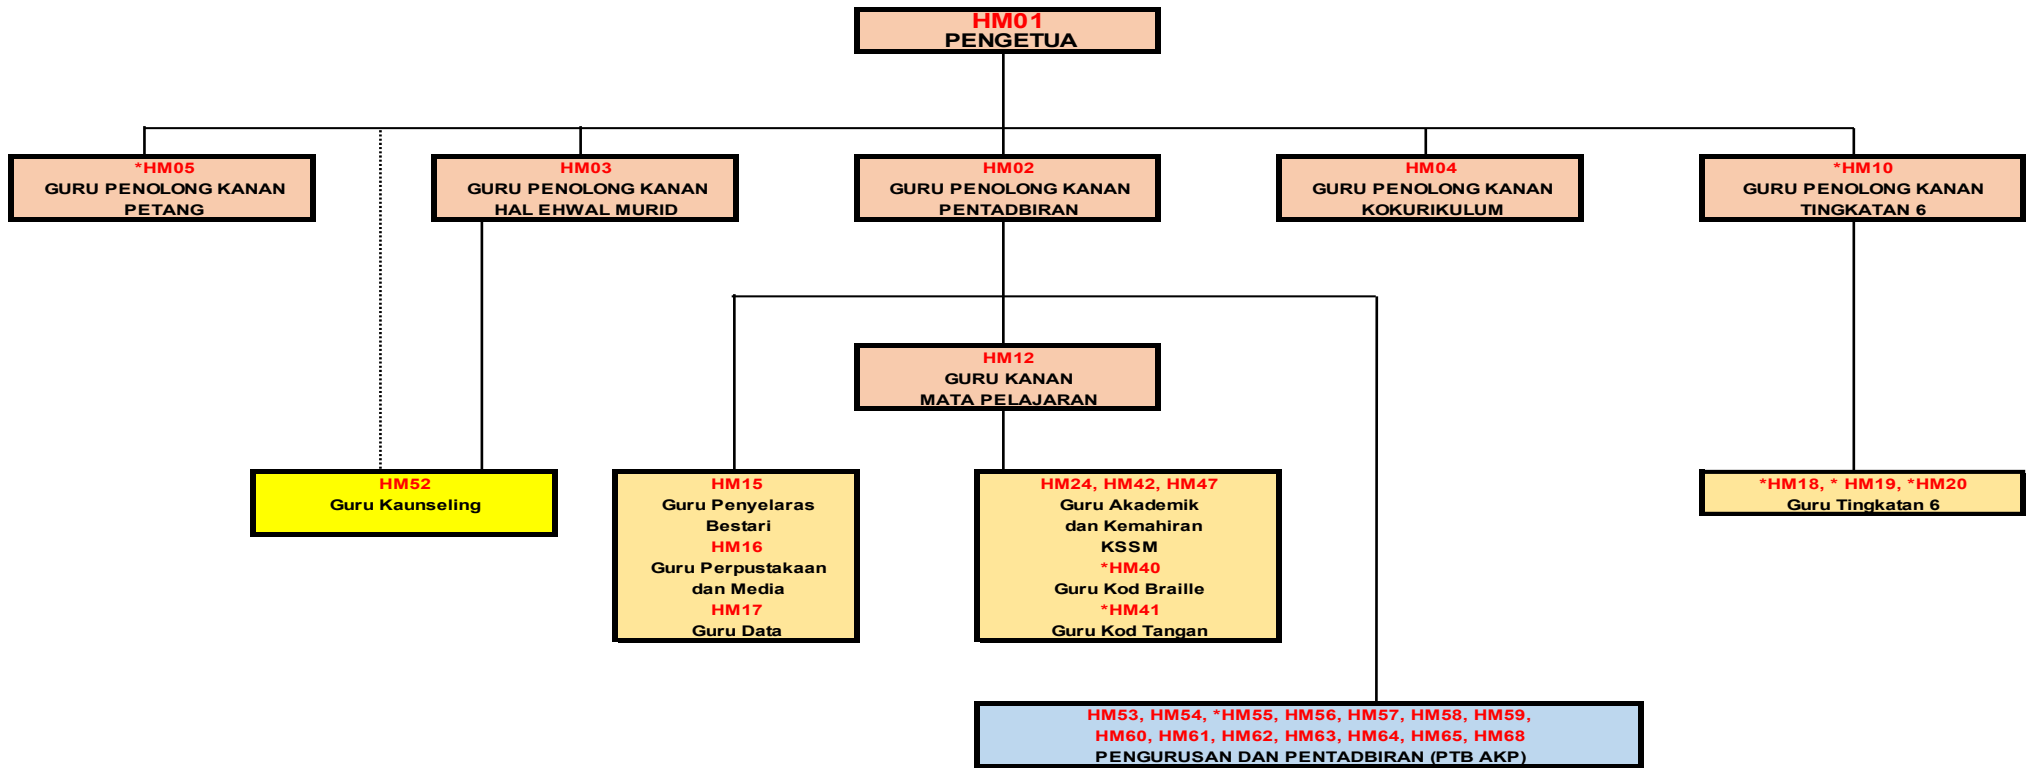 HM01
PENGETUA
*HM05
GURU PENOLONG KANAN
PETANG
HM03
GURU PENOLONG KANAN
HAL EHWAL MURID
HM02
GURU PENOLONG KANAN
PENTADBIRAN
HM04
GURU PENOLONG KANAN
KOKURIKULUM
*HM10
GURU PENOLONG KANAN
TINGKATAN 6
HM12
GURU KANAN
MATA PELAJARAN
HM52
Guru Kaunseling
HM15
Guru Penyelaras
Bestari
HM16
Guru Perpustakaan
dan Media
HM17
Guru Data
HM24, HM42, HM47
Guru Akademik
dan Kemahiran
KSSM
*HM40
Guru Kod Braille
*HM41
Guru Kod Tangan
*HM18, * HM19, *HM20
Guru Tingkatan 6
HM53, HM54, *HM55, HM56, HM57, HM58, HM59,
HM60, HM61, HM62, HM63, HM64, HM65, HM68
PENGURUSAN DAN PENTADBIRAN (PTB AKP)